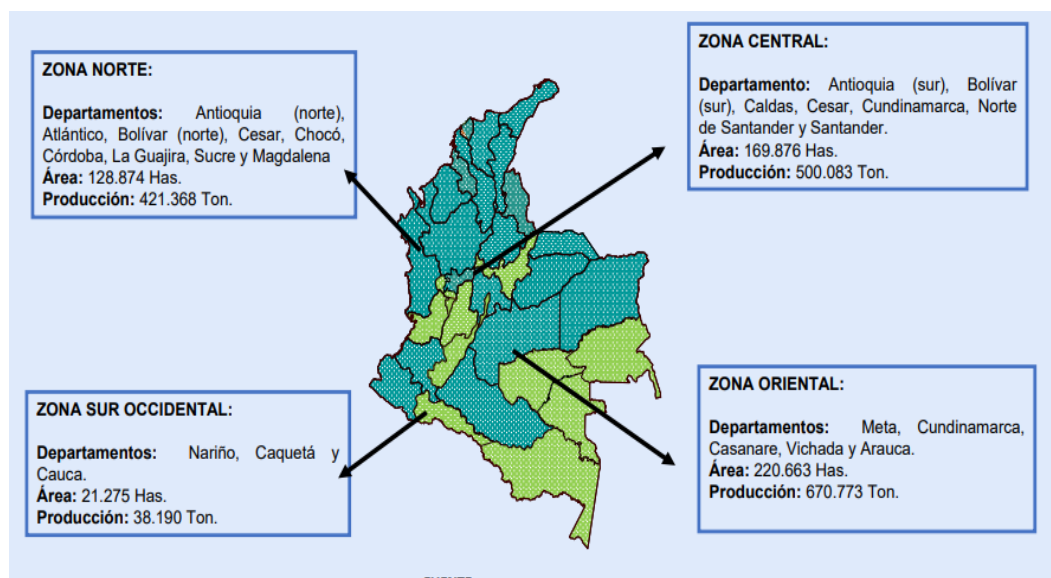 ZONA NORTE:
Departamentos: Antioquia (norte),
Atlántico, Bolívar (norte), Cesar, Chocó,
Córdoba, La Guajira, Sucre y Magdalena
Área: 128.874 Has.
Producción: 421.368 Ton.
ZONA CENTRAL:
Departamento: Antioquia (sur), Bolívar
(sur), Caldas, Cesar, Cundinamarca, Norte
de Santander y Santander.
Área: 169.876 Has.
Producción: 500.083 Ton.
ZONA SUR OCCIDENTAL:
Departamentos: Nariño, Caquetá y
Cauca.
Área: 21.275 Has.
Producción: 38.190 Ton.
ZONA ORIENTAL:
Departamentos: Meta, Cundinamarca,
Casanare, Vichada y Arauca.
Área: 220.663 Has.
Producción: 670.773 Ton.